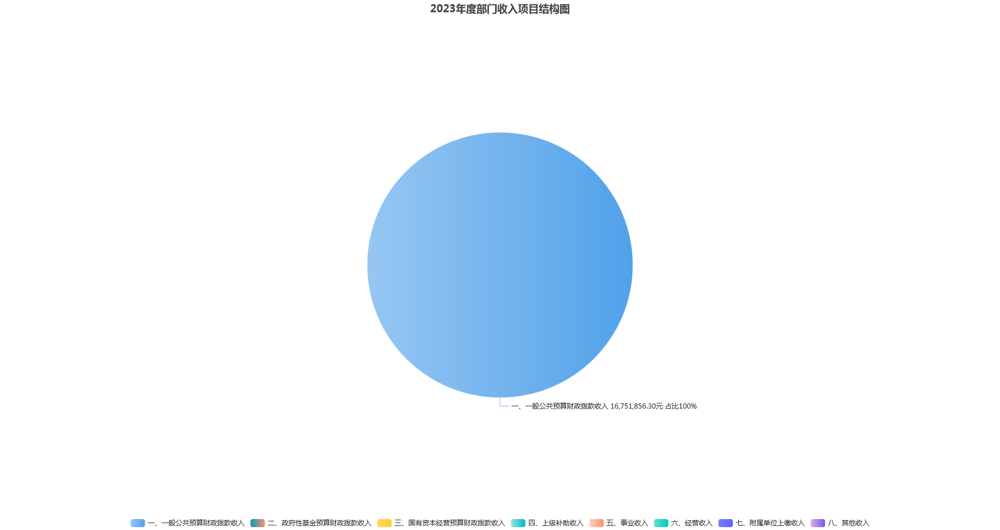 2023年度部门收入项目结构图
一、一般公共预算财政拨款收入 16,751,856.30元 占比100%
一、一般公共预算财政拨款收入 二、政府性基金预算财政拨款收入 三、国有资本经营预算财政拨款收入 四、上级补助收入 五、事业收入 六、经营收入 七、附属单位上缴收入 八、其他收入